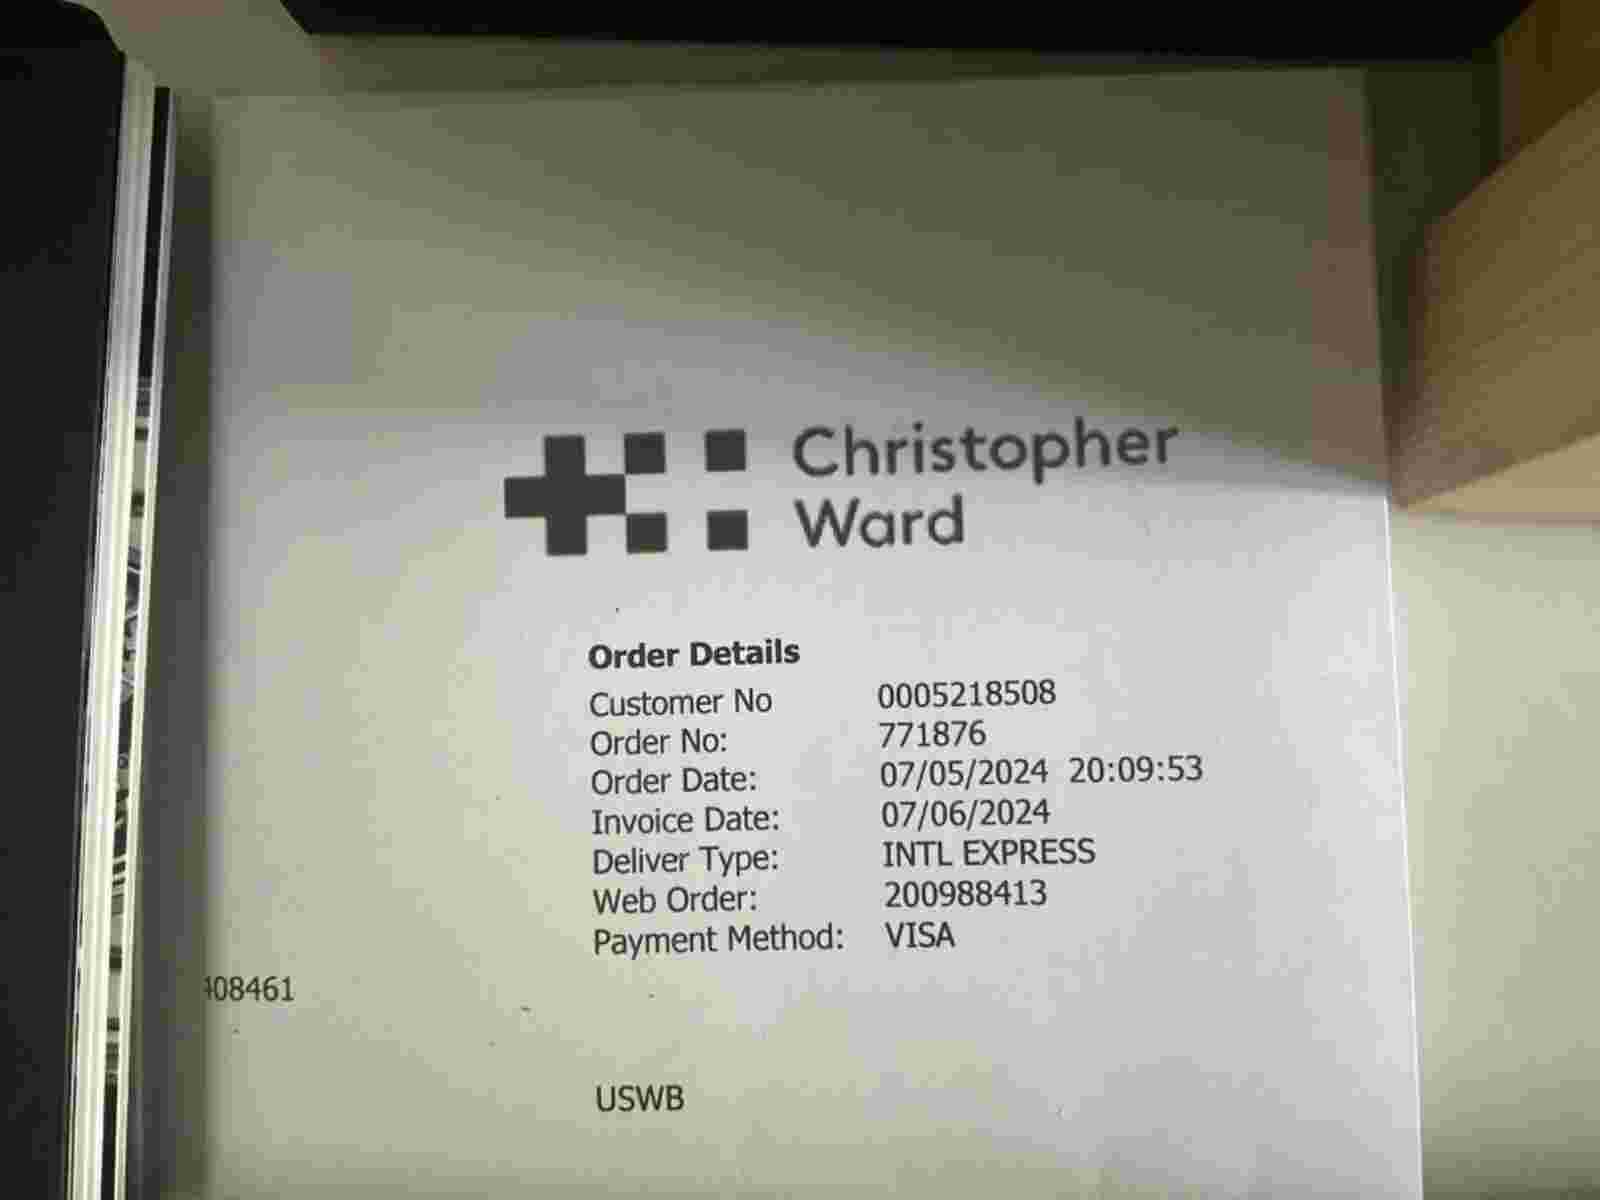 Christopher
Ward
Order Details
Customer No 0005218508
Order No: 771876
Order Date: 07/05/2024 20:09:53
Invoice Date: 07/06/2024
Deliver Type: INTL EXPRESS
Web Order: 200988413
Payment Method: VISA
408461
USWB